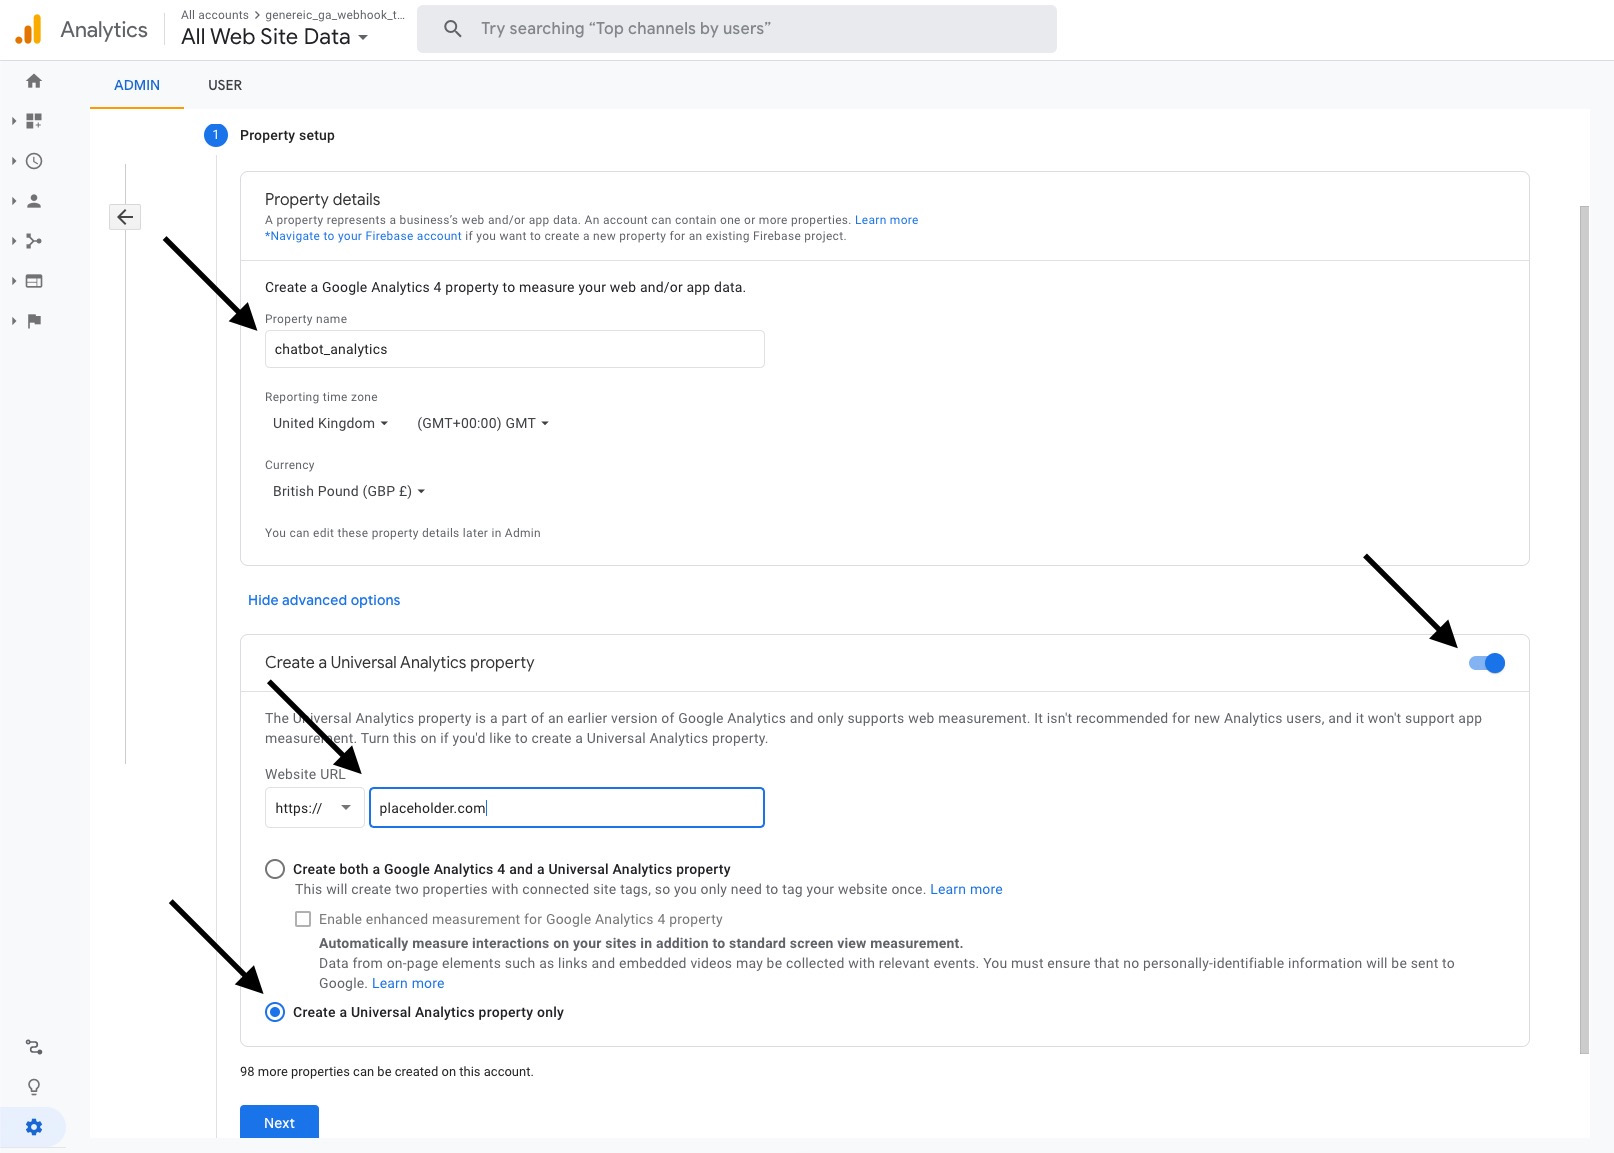 Analytics
All accounts > genereic_ga_webhook_t...
All Web Site Data
Try searching “Top channels by users”
ADMIN USER
1 Property setup
Property details
A property represents a business's web and/or app data. An account can contain one or more properties. Learn more
*Navigate to your Firebase account if you want to create a new property for an existing Firebase project.
Create a Google Analytics 4 property to measure your web and/or app data.
Property name
chatbot_analytics
Reporting time zone
United Kingdom (GMT+00:00) GMT
Currency
British Pound (GBP £)
You can edit these property details later in Admin
Hide advanced options
Create a Universal Analytics property
The Universal Analytics property is a part of an earlier version of Google Analytics and only supports web measurement. It isn't recommended for new Analytics users, and it won't support app
measurement. Turn this on if you'd like to create a Universal Analytics property.
Website URL
https:// placeholder.com
Create both a Google Analytics 4 and a Universal Analytics property
This will create two properties with connected site tags, so you only need to tag your website once. Learn more
Enable enhanced measurement for Google Analytics 4 property
Automatically measure interactions on your sites in addition to standard screen view measurement.
Data from on-page elements such as links and embedded videos may be collected with relevant events. You must ensure that no personally-identifiable information will be sent to
Google. Learn more
Create a Universal Analytics property only
98 more properties can be created on this account.
Next